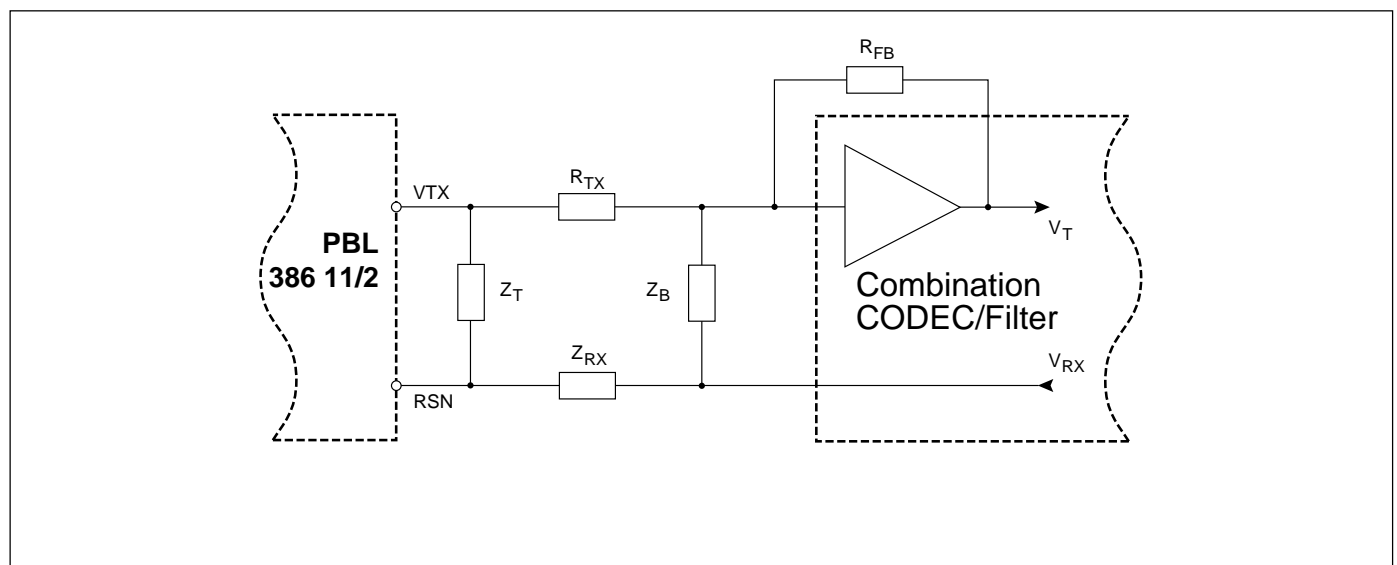 RFB
VTX
RTX
PBL
386 11/2
ZT
ZB
VT
Combination
CODEC/Filter
ZRX
VRX
RSN